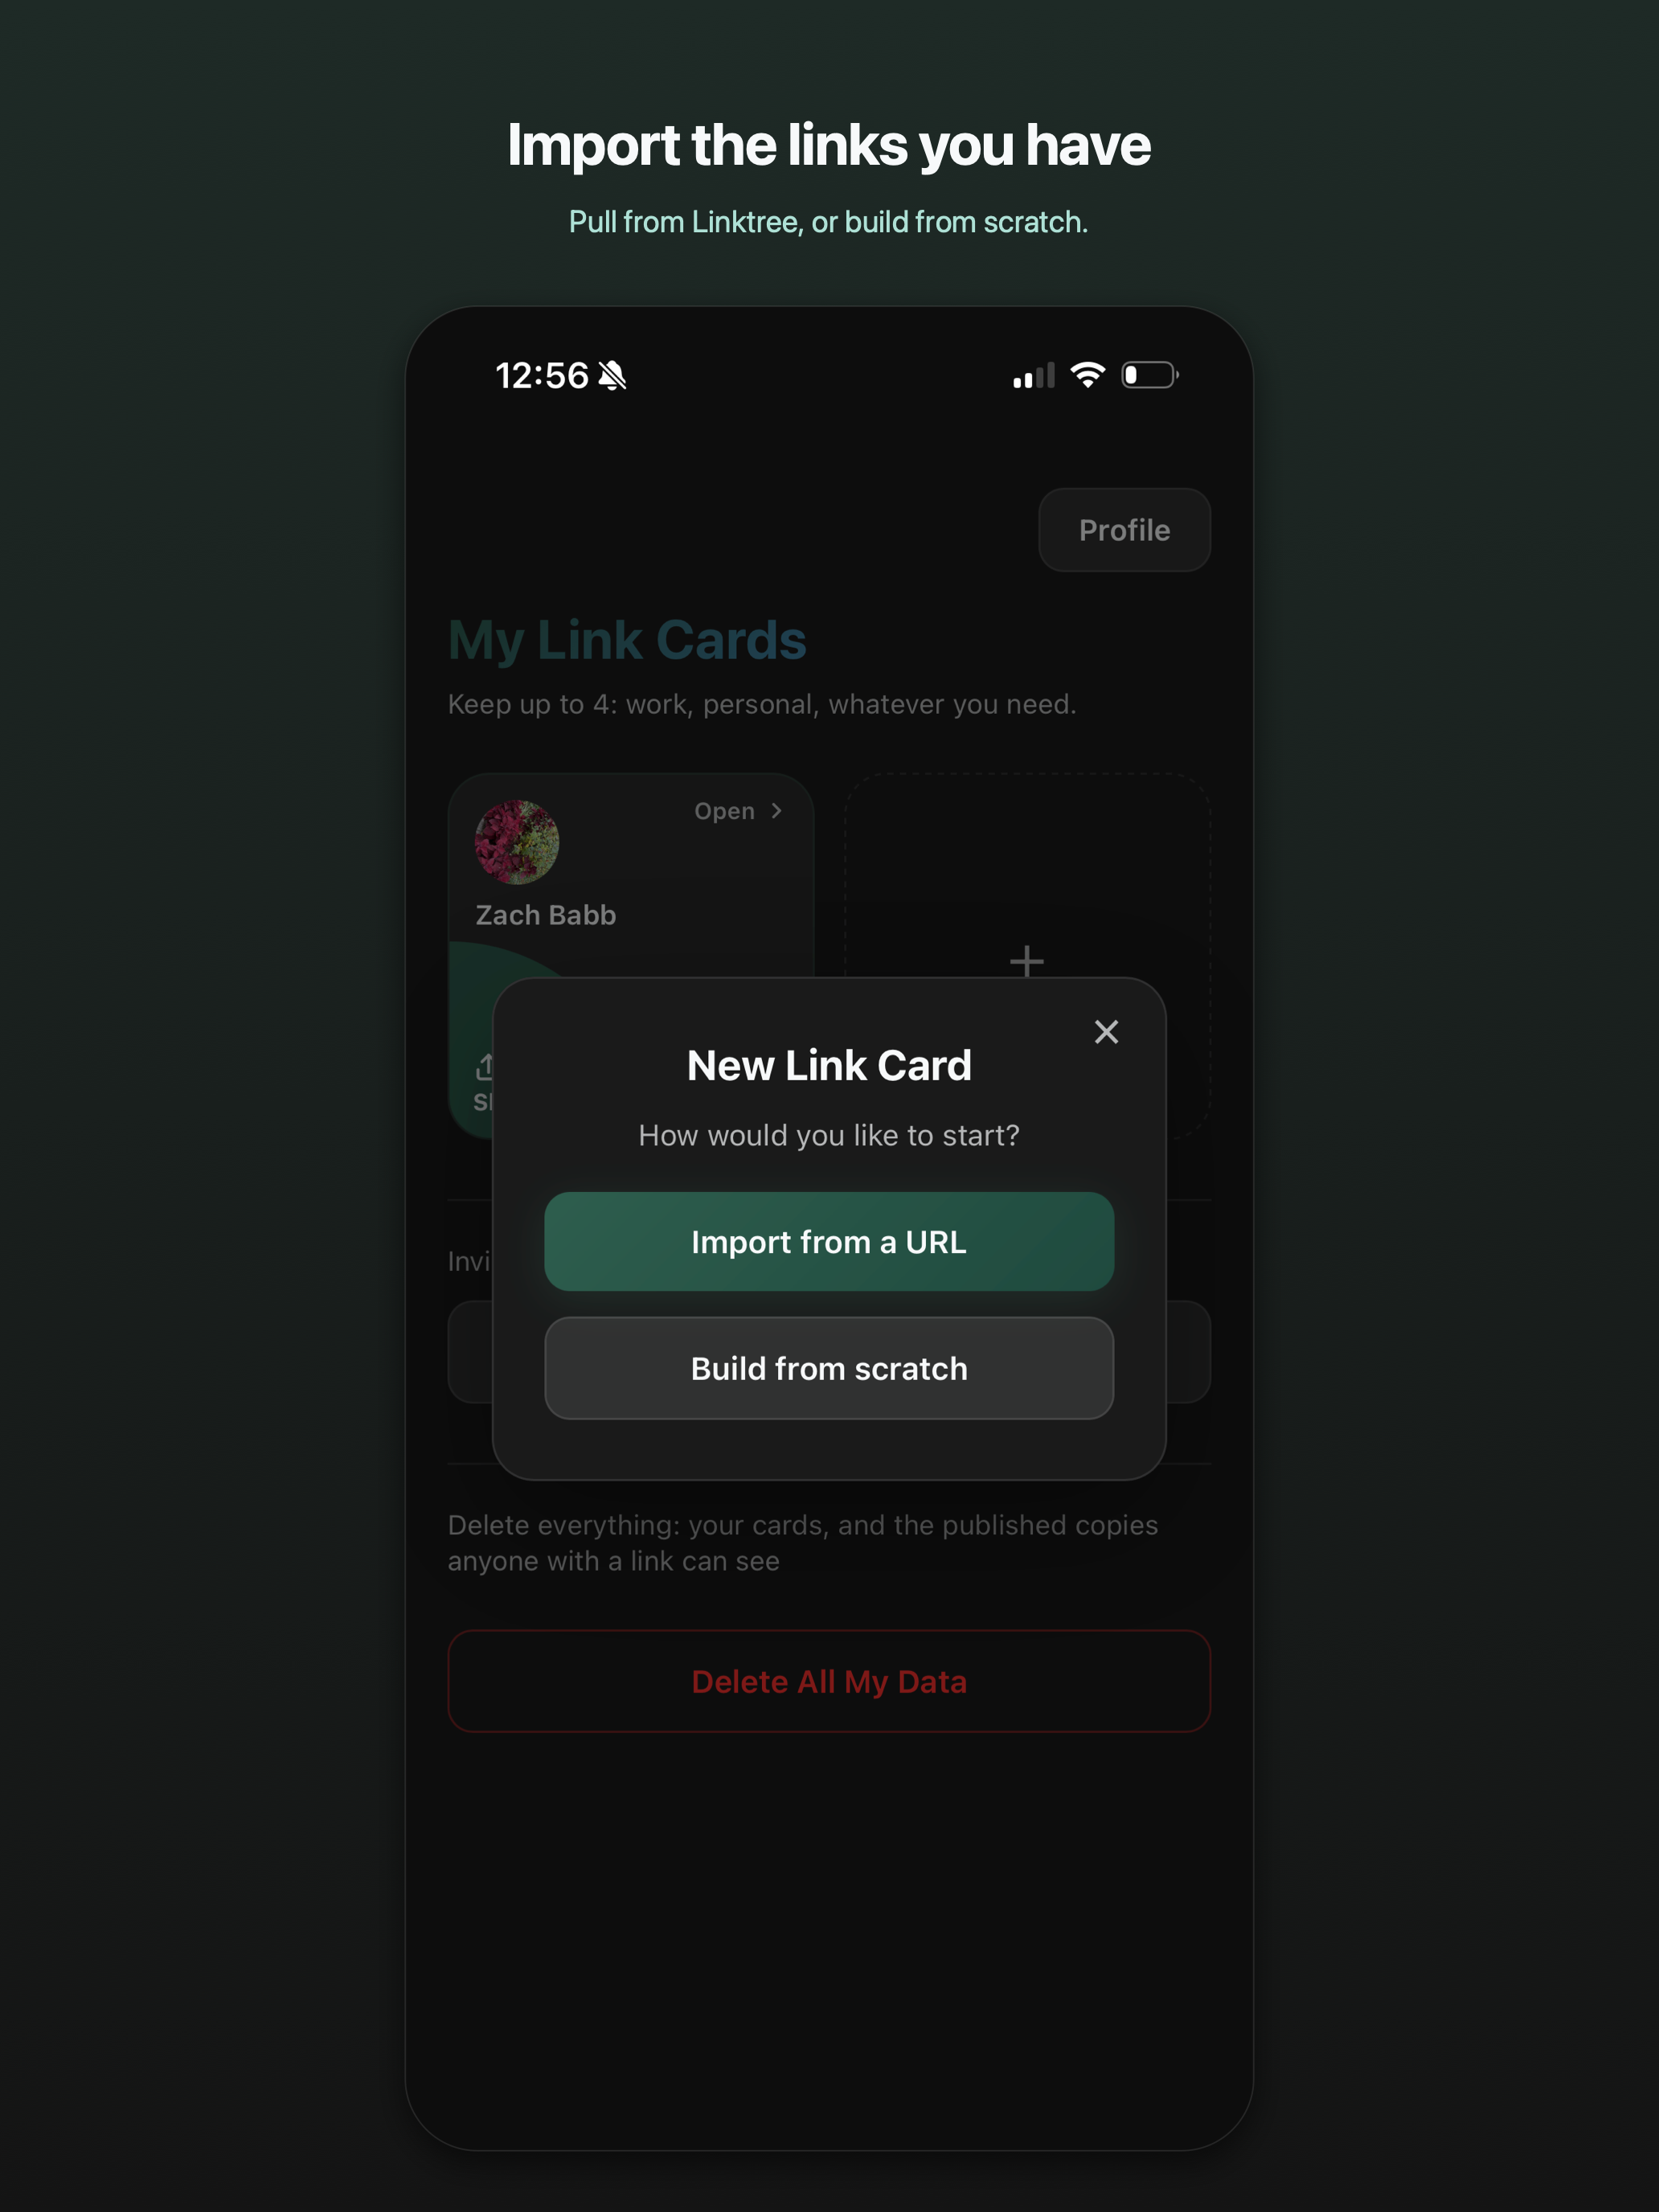 Import the links you have
Pull from Linktree, or build from scratch.
12:56
Profile
My Link Cards
Keep up to 4: work, personal, whatever you need.
Open
Zach Babb
New Link Card
How would you like to start?
Import from a URL
Build from scratch
Delete everything: your cards, and the published copies
anyone with a link can see
Delete All My Data